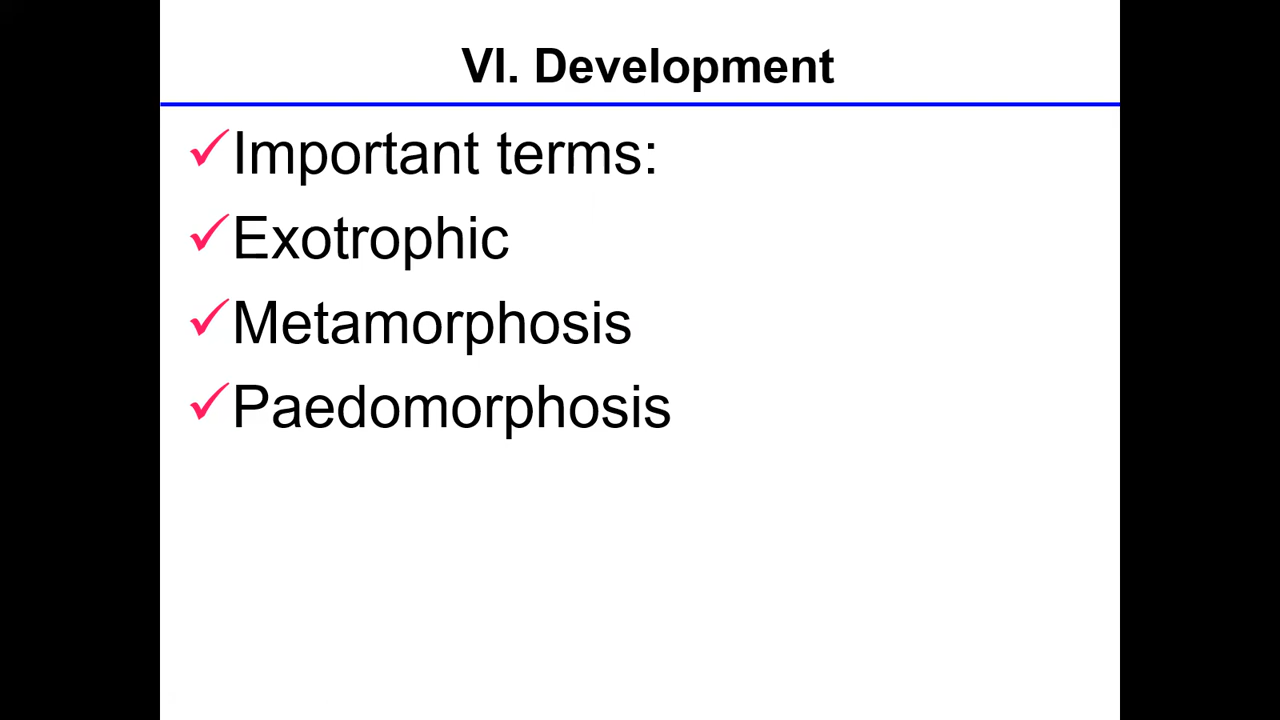 VI. Development
✓Important terms:
✓Exotrophic
✓Metamorphosis
✓Paedomorphosis